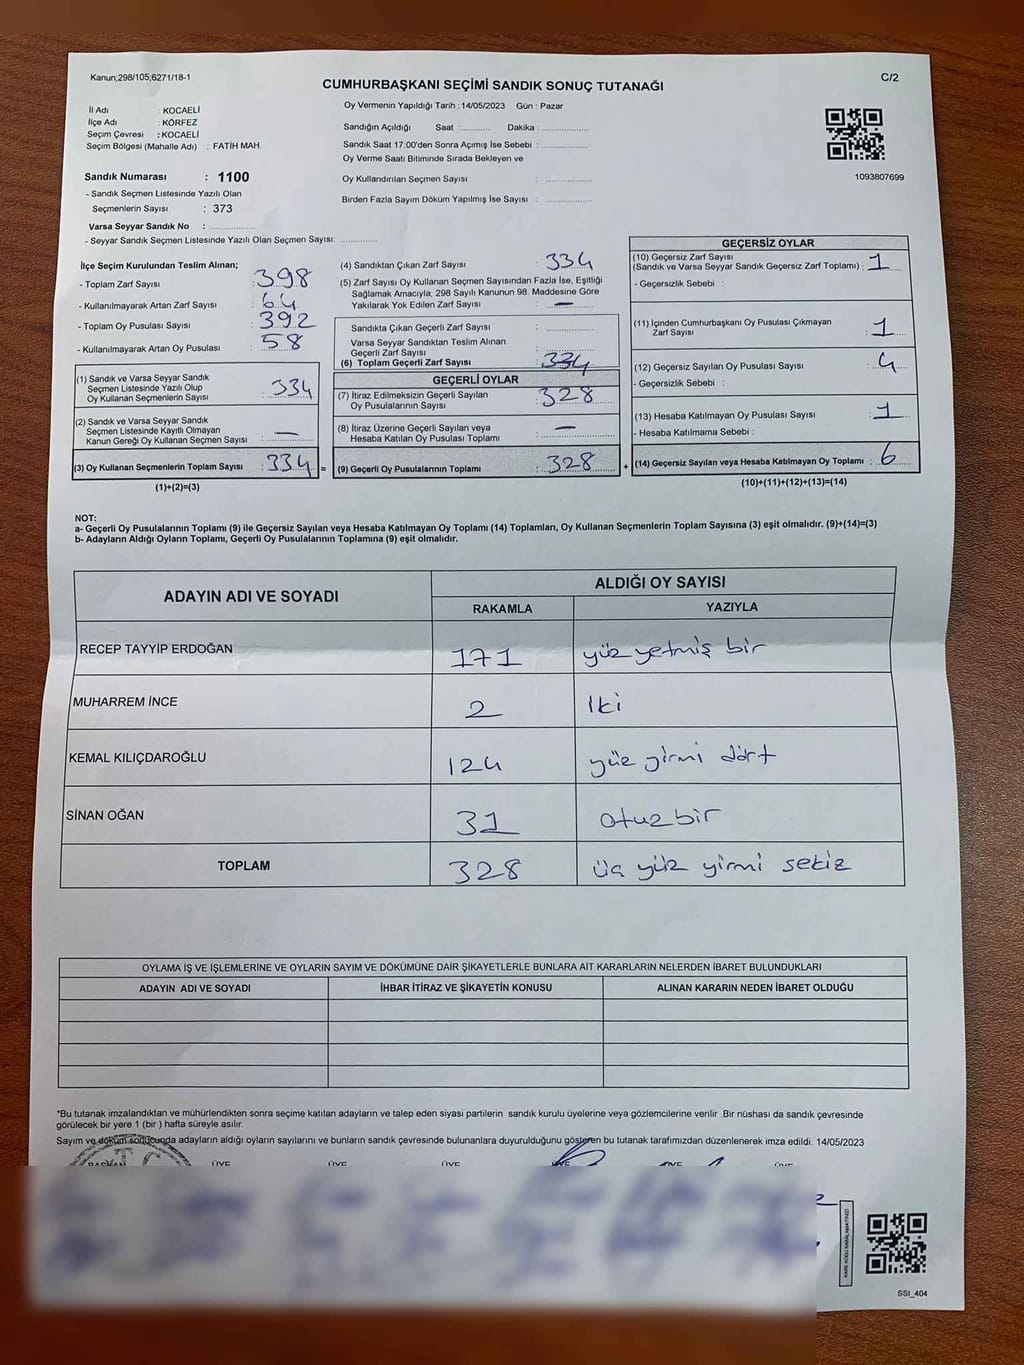 Kanun;298/105;6271/18-1
C/2
CUMHURBAŞKANI SEÇİMİ SANDIK SONUÇ TUTANAĞI
İl Adı : KOCAELİ
İlçe Adı : KÖRFEZ
Seçim Çevresi : KOCAELİ
Seçim Bölgesi (Mahalle Adı) : FATİH MAH.
Sandık Numarası : 1100
- Sandık Seçmen Listesinde Yazılı Olan
Seçmenlerin Sayısı : 373
Varsa Seyyar Sandık No : ..............
- Seyyar Sandık Seçmen Listesinde Yazılı Olan Seçmen Sayısı: ............
Oy Vermenin Yapıldığı Tarih : 14/05/2023 Gün : Pazar
Sandığın Açıldığı Saat :.......... Dakika : ..............
Sandık Saat 17:00'den Sonra Açımış İse Sebebi : ..............
Oy Verme Saati Bitiminde Sırada Bekleyen ve
Oy Kullandırılan Seçmen Sayısı : ..............
Birden Fazla Sayım Döküm Yapılmış İse Sayısı : ..............
1093807699
İlçe Seçim Kurulundan Teslim Alınan;
- Toplam Zarf Sayısı : 398
- Kullanılmayarak Artan Zarf Sayısı : 64
- Toplam Oy Pusulası Sayısı : 392
- Kullanılmayarak Artan Oy Pusulası : 58
(1) Sandık ve Varsa Seyyar Sandık
Seçmen Listesinde Yazılı Olup
Oy Kullanan Seçmenlerin Sayısı : 334
(2) Sandık ve Varsa Seyyar Sandık
Seçmen Listesinde Kayıtlı Olmayan
Kanun Gereği Oy Kullanan Seçmen Sayısı : —
(3) Oy Kullanan Seçmenlerin Toplam Sayısı : 334 =
(1)+(2)=(3)
(4) Sandıktan Çıkan Zarf Sayısı : 334
(5) Zarf Sayısı Oy Kullanan Seçmen Sayısından Fazla İse, Eşitliği
Sağlamak Amacıyla, 298 Sayılı Kanunun 98. Maddesine Göre
Yakılarak Yok Edilen Zarf Sayısı : —
Sandıkta Çıkan Geçerli Zarf Sayısı : ..............
Varsa Seyyar Sandıktan Teslim Alınan
Geçerli Zarf Sayısı : ..............
(6) Toplam Geçerli Zarf Sayısı : 334
GEÇERLİ OYLAR
(7) İtiraz Edilmeksizin Geçerli Sayılan
Oy Pusulalarının Sayısı : 328
(8) İtiraz Üzerine Geçerli Sayılan veya
Hesaba Katılan Oy Pusulası Toplamı : —
(9) Geçerli Oy Pusulalarının Toplamı : 328 +
GEÇERSİZ OYLAR
(10) Geçersiz Zarf Sayısı
(Sandık ve Varsa Seyyar Sandık Geçersiz Zarf Toplamı) : 1
- Geçersizlik Sebebi :
(11) İçinden Cumhurbaşkanı Oy Pusulası Çıkmayan
Zarf Sayısı : 1
(12) Geçersiz Sayılan Oy Pusulası Sayısı : 4
- Geçersizlik Sebebi :
(13) Hesaba Katılmayan Oy Pusulası Sayısı : 1
- Hesaba Katılmama Sebebi :
(14) Geçersiz Sayılan veya Hesaba Katılmayan Oy Toplamı : 6
(10)+(11)+(12)+(13)=(14)
NOT:
a- Geçerli Oy Pusulalarının Toplamı (9) ile Geçersiz Sayılan veya Hesaba Katılmayan Oy Toplamı (14) Toplamları, Oy Kullanan Seçmenlerin Toplam Sayısına (3) eşit olmalıdır. (9)+(14)=(3)
b- Adayların Aldığı Oyların Toplamı, Geçerli Oy Pusulalarının Toplamına (9) eşit olmalıdır.
ADAYIN ADI VE SOYADI
ALDIĞI OY SAYISI
RAKAMLA YAZIYLA
RECEP TAYYİP ERDOĞAN 171 yüz yetmiş bir
MUHARREM İNCE 2 iki
KEMAL KILIÇDAROĞLU 124 yüz yirmi dört
SİNAN OĞAN 31 otuz bir
TOPLAM 328 üç yüz yirmi sekiz
OYLAMA İŞ VE İŞLEMLERİNE VE OYLARIN SAYIM VE DÖKÜMÜNE DAİR ŞİKAYETLERLE BUNLARA AİT KARARLARIN NELERDEN İBARET BULUNDUKLARI
ADAYIN ADI VE SOYADI İHBAR İTİRAZ VE ŞİKAYETİN KONUSU ALINAN KARARIN NEDEN İBARET OLDUĞU
*Bu tutanak imzalandıktan ve mühürlendikten sonra seçime katılan adayların ve talep eden siyasi partilerin sandık kurulu üyelerine veya gözlemcilerine verilir .Bir nüshası da sandık çevresinde
görülecek bir yere 1 (bir ) hafta süreyle asılır.
Sayım ve döküm sonucunda adayların aldığı oyların sayılarını ve bunların sandık çevresinde bulunanlara duyurulduğunu gösteren bu tutanak tarafımızdan düzenlenerek imza edildi. 14/05/2023
BAŞKAN ÜYE ÜYE ÜYE ÜYE ÜYE ÜYE
SSI_404